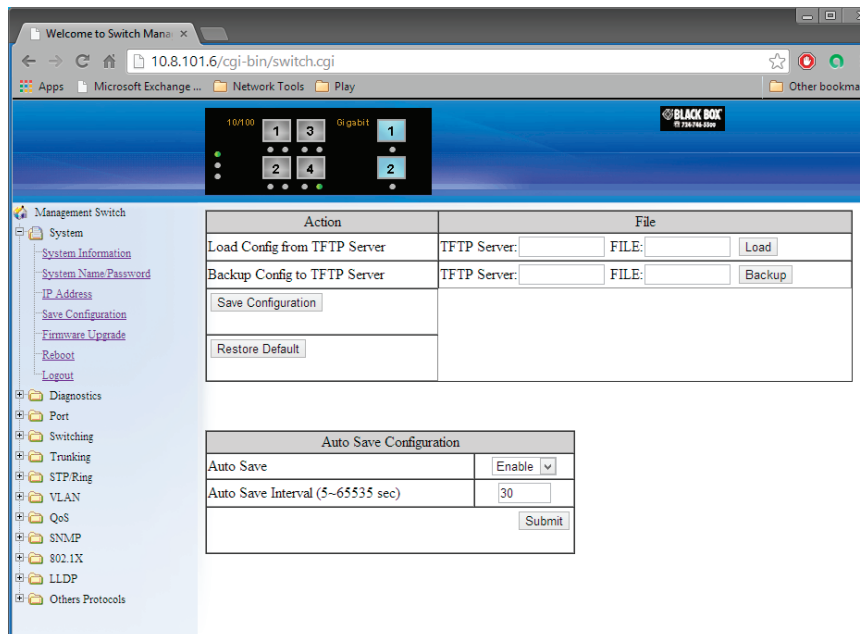 Welcome to Switch Mana
10.8.101.6/cgi-bin/switch.cgi
Apps Microsoft Exchange ... Network Tools Play Other bookma
10/100 1 3 Gigabit 1
2 4 2
BLACK BOX
724-746-5500
Management Switch
System
System Information
System Name/Password
IP Address
Save Configuration
Firmware Upgrade
Reboot
Logout
Diagnostics
Port
Switching
Trunking
STP/Ring
VLAN
QoS
SNMP
802.1X
LLDP
Others Protocols
Action File
Load Config from TFTP Server TFTP Server: FILE: Load
Backup Config to TFTP Server TFTP Server: FILE: Backup
Save Configuration
Restore Default
Auto Save Configuration
Auto Save Enable
Auto Save Interval (5~65535 sec) 30
Submit